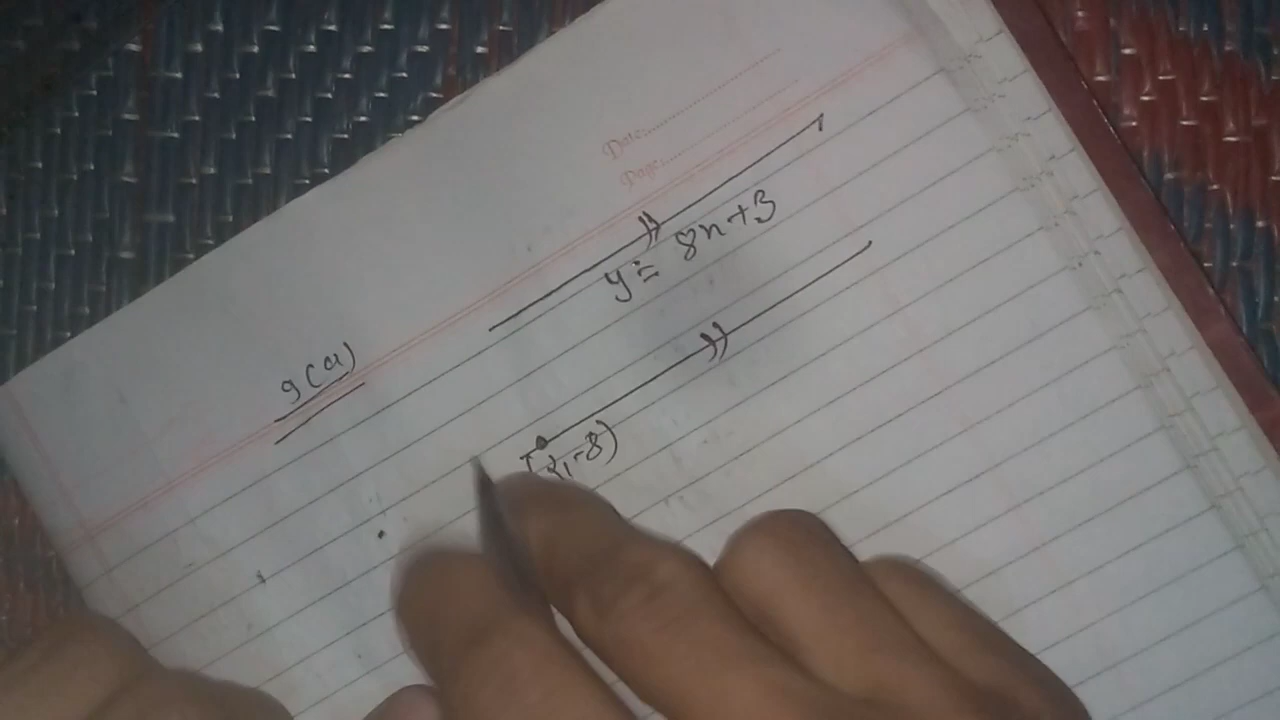 Date:
Page:
9(a)
y = 8x+3
(2,-8)